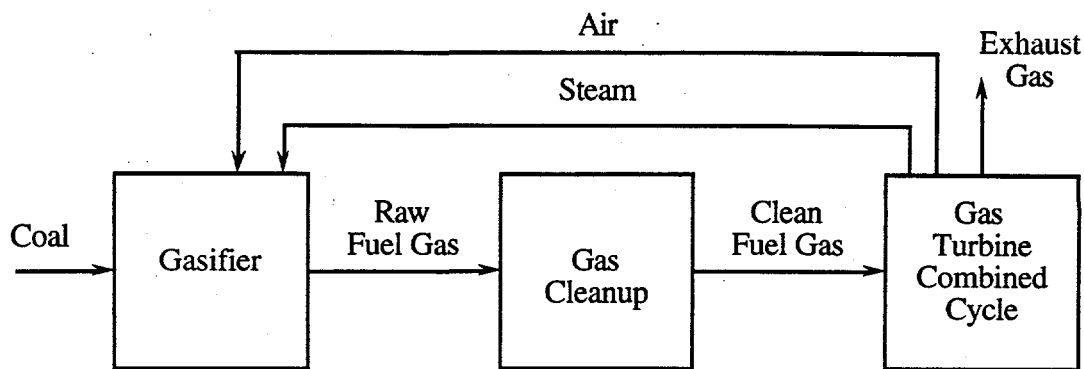 Air
Exhaust
Gas
Steam
Coal
Gasifier
Raw
Fuel Gas
Gas
Cleanup
Clean
Fuel Gas
Gas
Turbine
Combined
Cycle